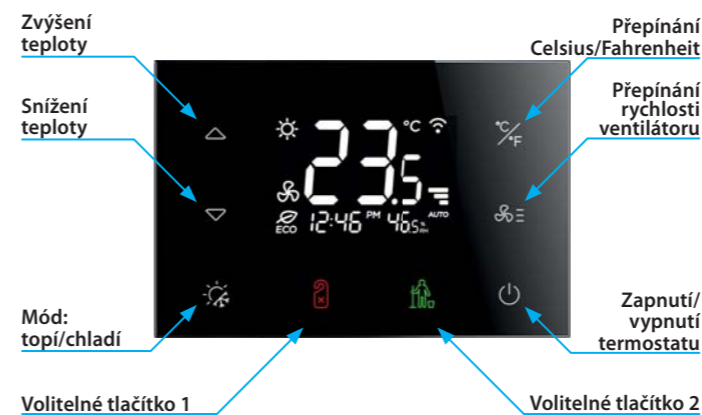 Zvýšení
teploty
Přepínání
Celsius/Fahrenheit
Snížení
teploty
Přepínání
rychlosti
ventilátoru
°C
23.5
°C/°F
ECO
12:46 PM
46.5%
RH
AUTO
Mód:
topí/chladí
Zapnutí/
vypnutí
termostatu
Volitelné tlačítko 1
Volitelné tlačítko 2